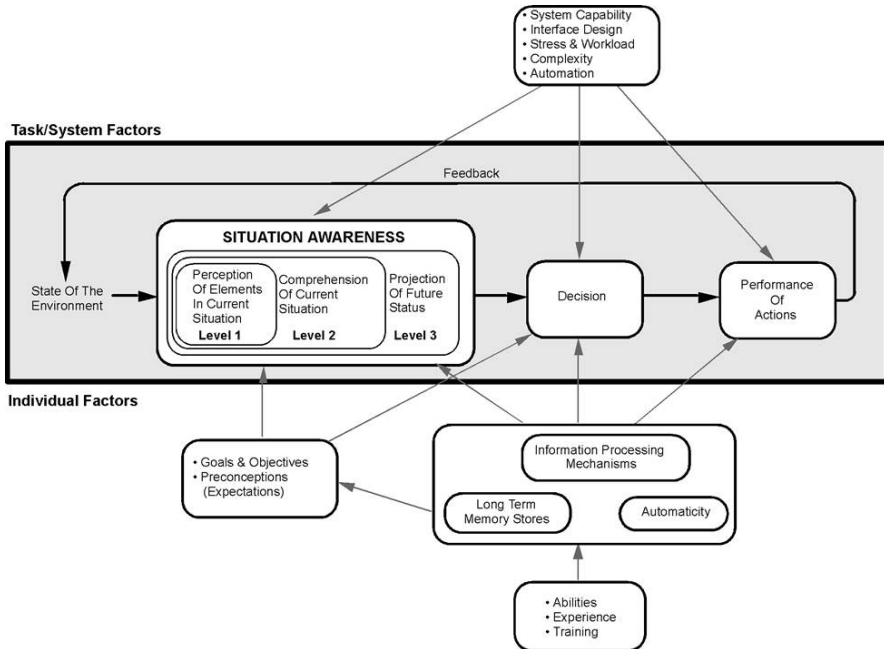 • System Capability
• Interface Design
• Stress & Workload
• Complexity
• Automation
Task/System Factors
Feedback
SITUATION AWARENESS
State Of The
Environment
Perception
Of Elements
In Current
Situation
Level 1
Comprehension
Of Current
Situation
Level 2
Projection
Of Future
Status
Level 3
Decision
Performance
Of
Actions
Individual Factors
• Goals & Objectives
• Preconceptions
(Expectations)
Information Processing
Mechanisms
Long Term
Memory Stores
Automaticity
• Abilities
• Experience
• Training